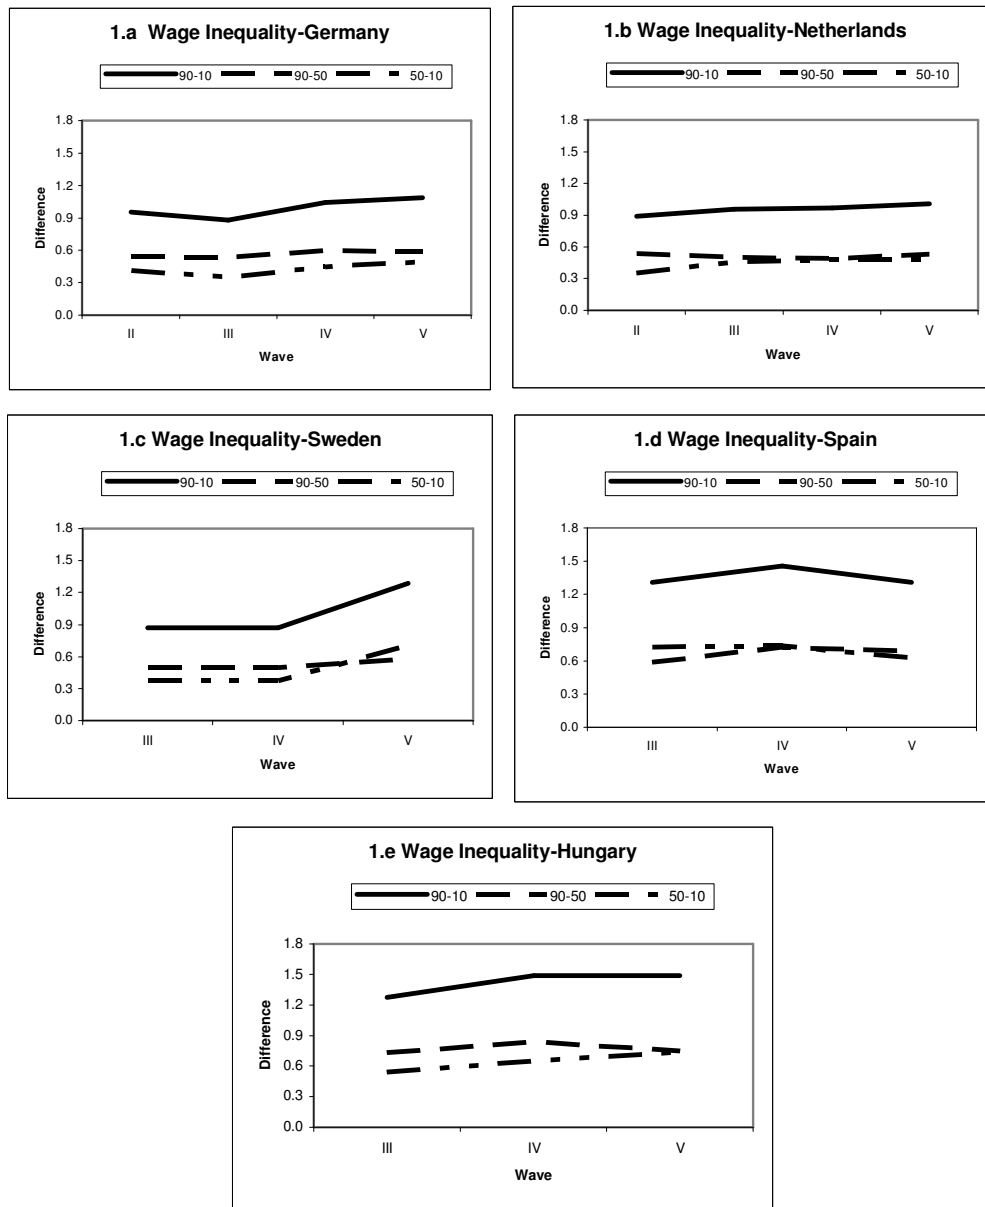 1.a Wage Inequality-Germany
90-10 90-50 50-10
1.8
1.5
1.2
0.9
0.6
0.3
0.0
Difference
II III IV V
Wave
1.b Wage Inequality-Netherlands
90-10 90-50 50-10
1.8
1.5
1.2
0.9
0.6
0.3
0.0
Difference
II III IV V
Wave
1.c Wage Inequality-Sweden
90-10 90-50 50-10
1.8
1.5
1.2
0.9
0.6
0.3
0.0
Difference
III IV V
Wave
1.d Wage Inequality-Spain
90-10 90-50 50-10
1.8
1.5
1.2
0.9
0.6
0.3
0.0
Difference
III IV V
Wave
1.e Wage Inequality-Hungary
90-10 90-50 50-10
1.8
1.5
1.2
0.9
0.6
0.3
0.0
Difference
III IV V
Wave